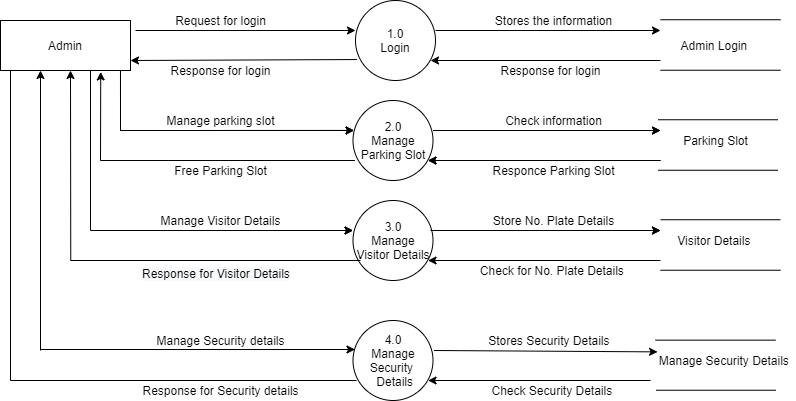 Request for login
Stores the information
1.0
Login
Admin
Admin Login
Response for login
Response for login
Manage parking slot
Check information
2.0
Manage
Parking Slot
Parking Slot
Free Parking Slot
Responce Parking Slot
Manage Visitor Details
Store No. Plate Details
3.0
Manage
Visitor Details
Visitor Details
Response for Visitor Details
Check for No. Plate Details
Manage Security details
Stores Security Details
4.0
Manage
Security
Details
Manage Security Details
Response for Security details
Check Security Details